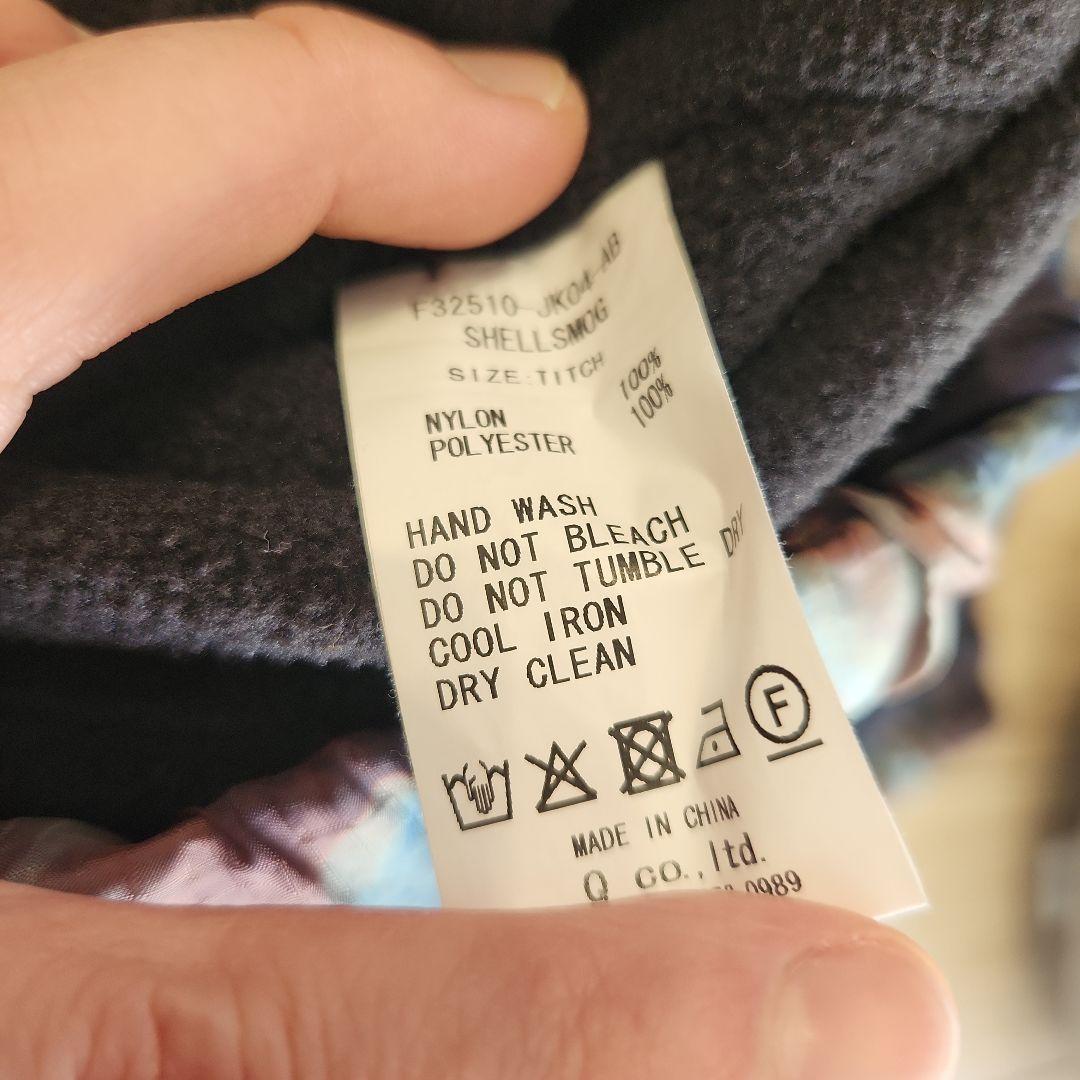 F32510-JK04-AB
SHELLSMOG
SIZE:TITCH
NYLON 100%
POLYESTER 100%
HAND WASH
DO NOT BLEACH
DO NOT TUMBLE DRY
COOL IRON
DRY CLEAN
F
MADE IN CHINA
Q CO.,ltd.
0989